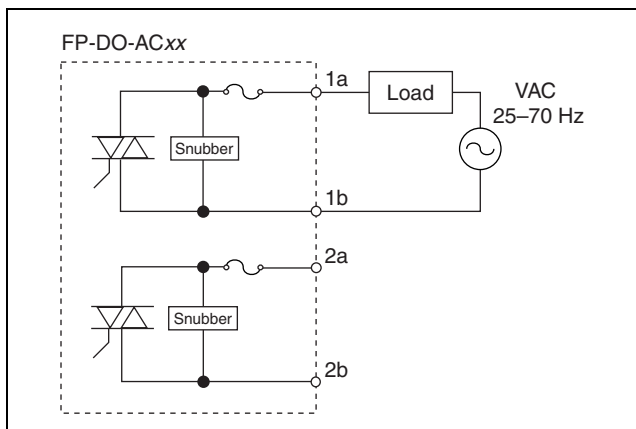 FP-DO-ACxx
1a
Load
VAC
25–70 Hz
Snubber
1b
2a
Snubber
2b